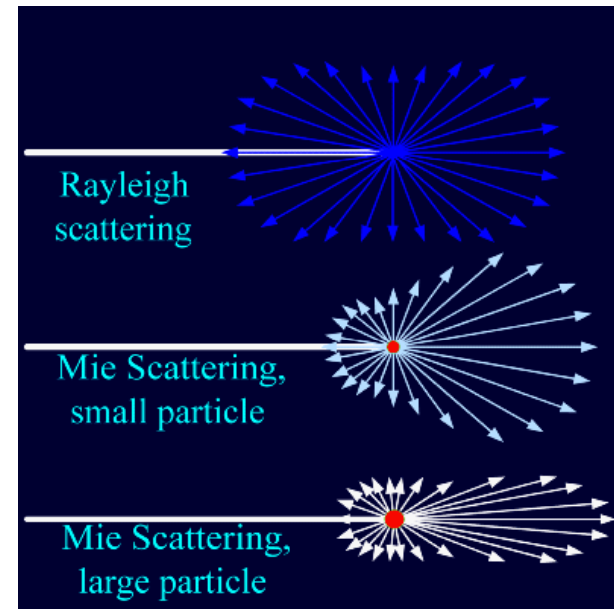 Rayleigh
scattering
Mie Scattering,
small particle
Mie Scattering,
large particle